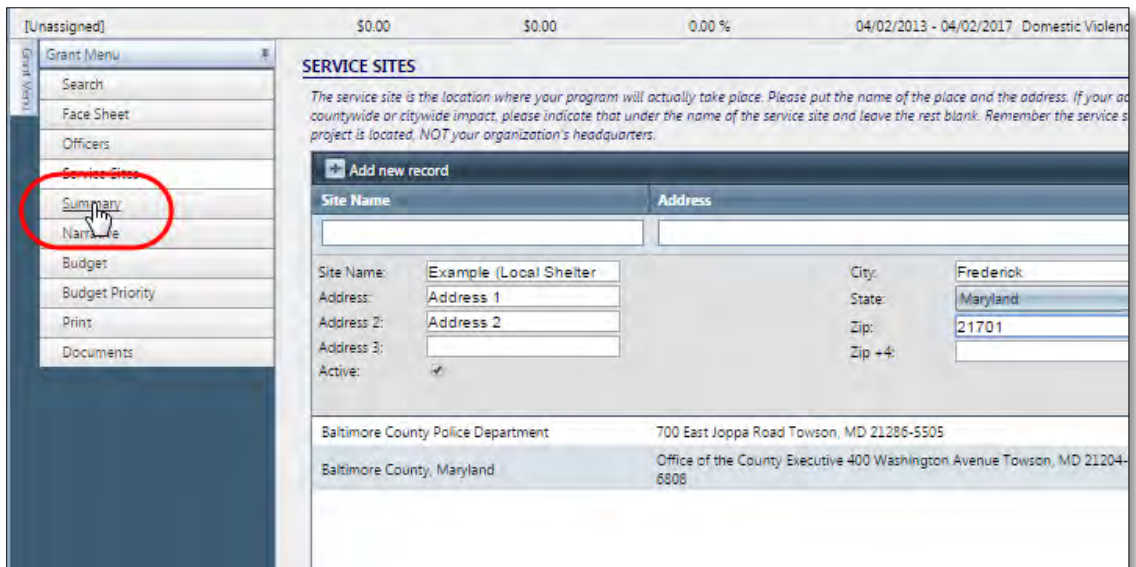 [Unassigned] $0.00 $0.00 0.00 % 04/02/2013 - 04/02/2017 Domestic Violenc
Grant Menu
Grant Menu
Search
Face Sheet
Officers
Service Sites
Summary
Narrative
Budget
Budget Priority
Print
Documents
SERVICE SITES
The service site is the location where your program will actually take place. Please put the name of the place and the address. If your ac
countywide or citywide impact, please indicate that under the name of the service site and leave the rest blank. Remember the service s
project is located, NOT your organization's headquarters.
Add new record
Site Name Address
Site Name: Example (Local Shelter City: Frederick
Address: Address 1 State: Maryland
Address 2: Address 2 Zip: 21701
Address 3: Zip +4:
Active:
Baltimore County Police Department 700 East Joppa Road Towson, MD 21286-5505
Baltimore County, Maryland Office of the County Executive 400 Washington Avenue Towson, MD 21204-
6808